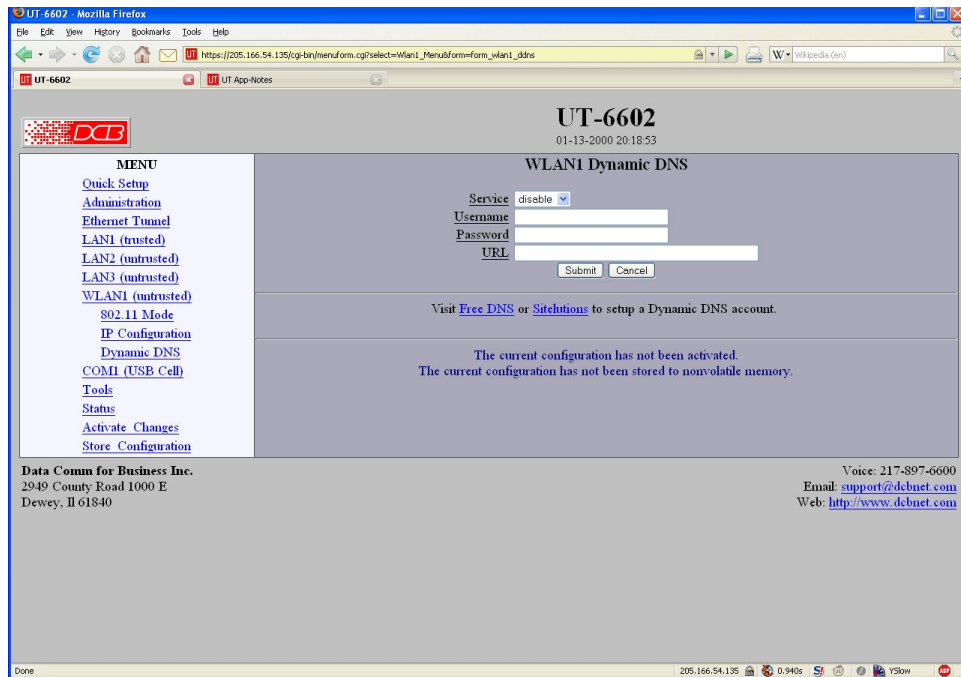 UT-6602 - Mozilla Firefox
File Edit View History Bookmarks Tools Help
https://205.166.54.135/cgi-bin/menuform.cgi?select=Wlan1_Menu&form=form_wlan1_ddns
W Wikipedia (en)
UT UT-6602
UT UT App-Notes
DCB
UT-6602
01-13-2000 20:18:53
MENU
Quick Setup
Administration
Ethernet Tunnel
LAN1 (trusted)
LAN2 (untrusted)
LAN3 (untrusted)
WLAN1 (untrusted)
802.11 Mode
IP Configuration
Dynamic DNS
COM1 (USB Cell)
Tools
Status
Activate Changes
Store Configuration
WLAN1 Dynamic DNS
Service disable
Username
Password
URL
Submit Cancel
Visit Free DNS or Sitelutions to setup a Dynamic DNS account.
The current configuration has not been activated.
The current configuration has not been stored to nonvolatile memory.
Data Comm for Business Inc.
2949 County Road 1000 E
Dewey, Il 61840
Voice: 217-897-6600
Email: support@dcbnet.com
Web: http://www.dcbnet.com
Done
205.166.54.135 0.940s YSlow ABP